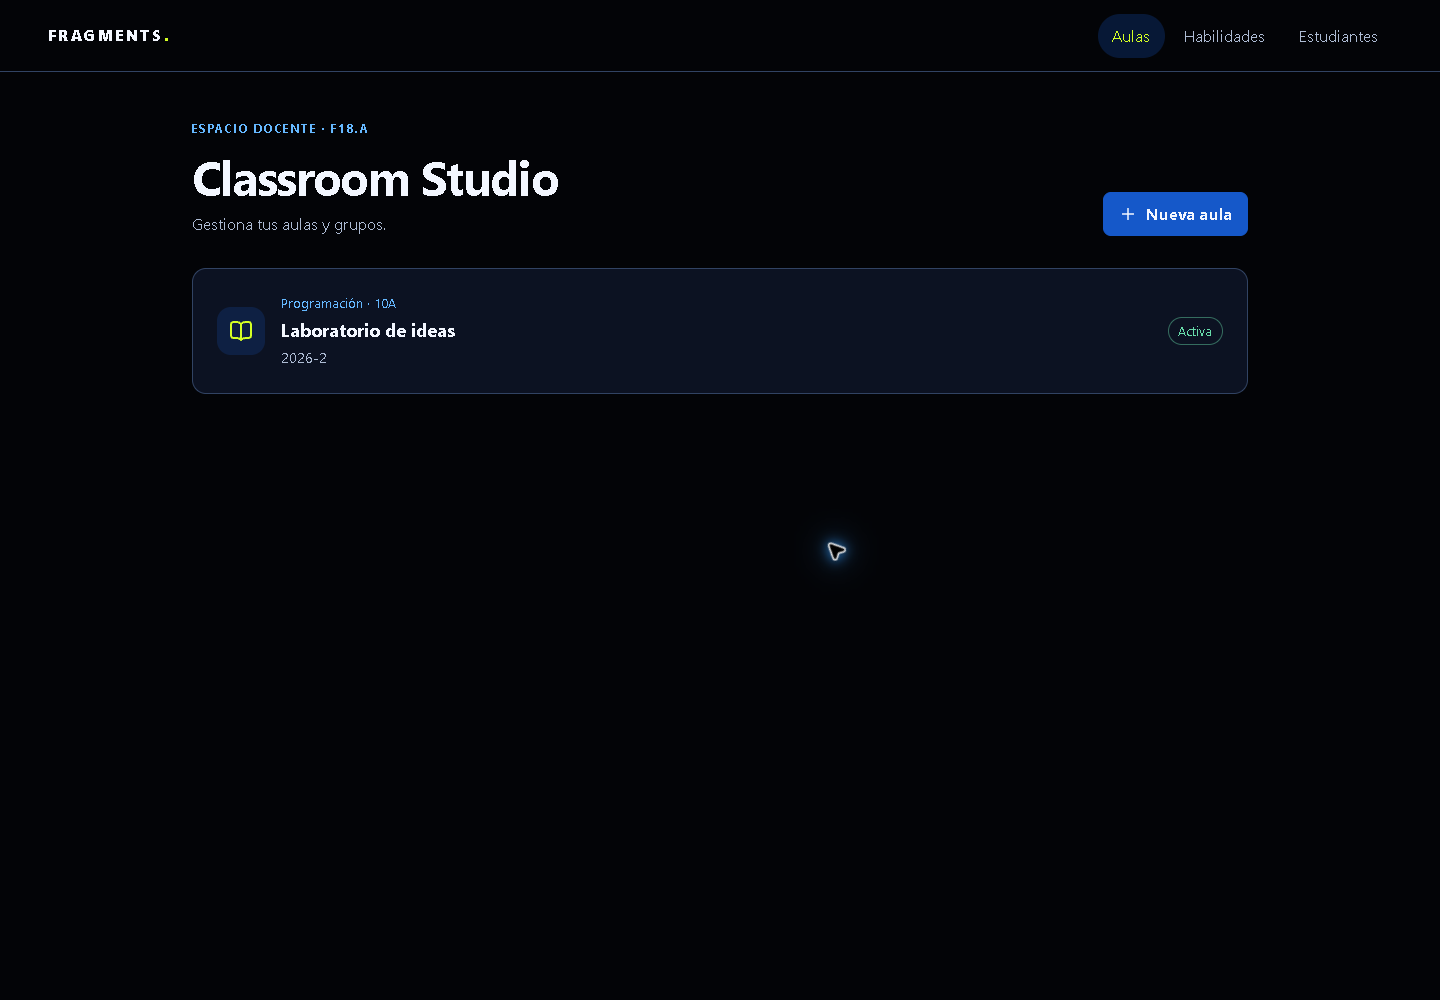 FRAGMENTS.
Aulas
Habilidades
Estudiantes
ESPACIO DOCENTE · F18.A
Classroom Studio
Gestiona tus aulas y grupos.
Nueva aula
Programación · 10A
Laboratorio de ideas
2026-2
Activa